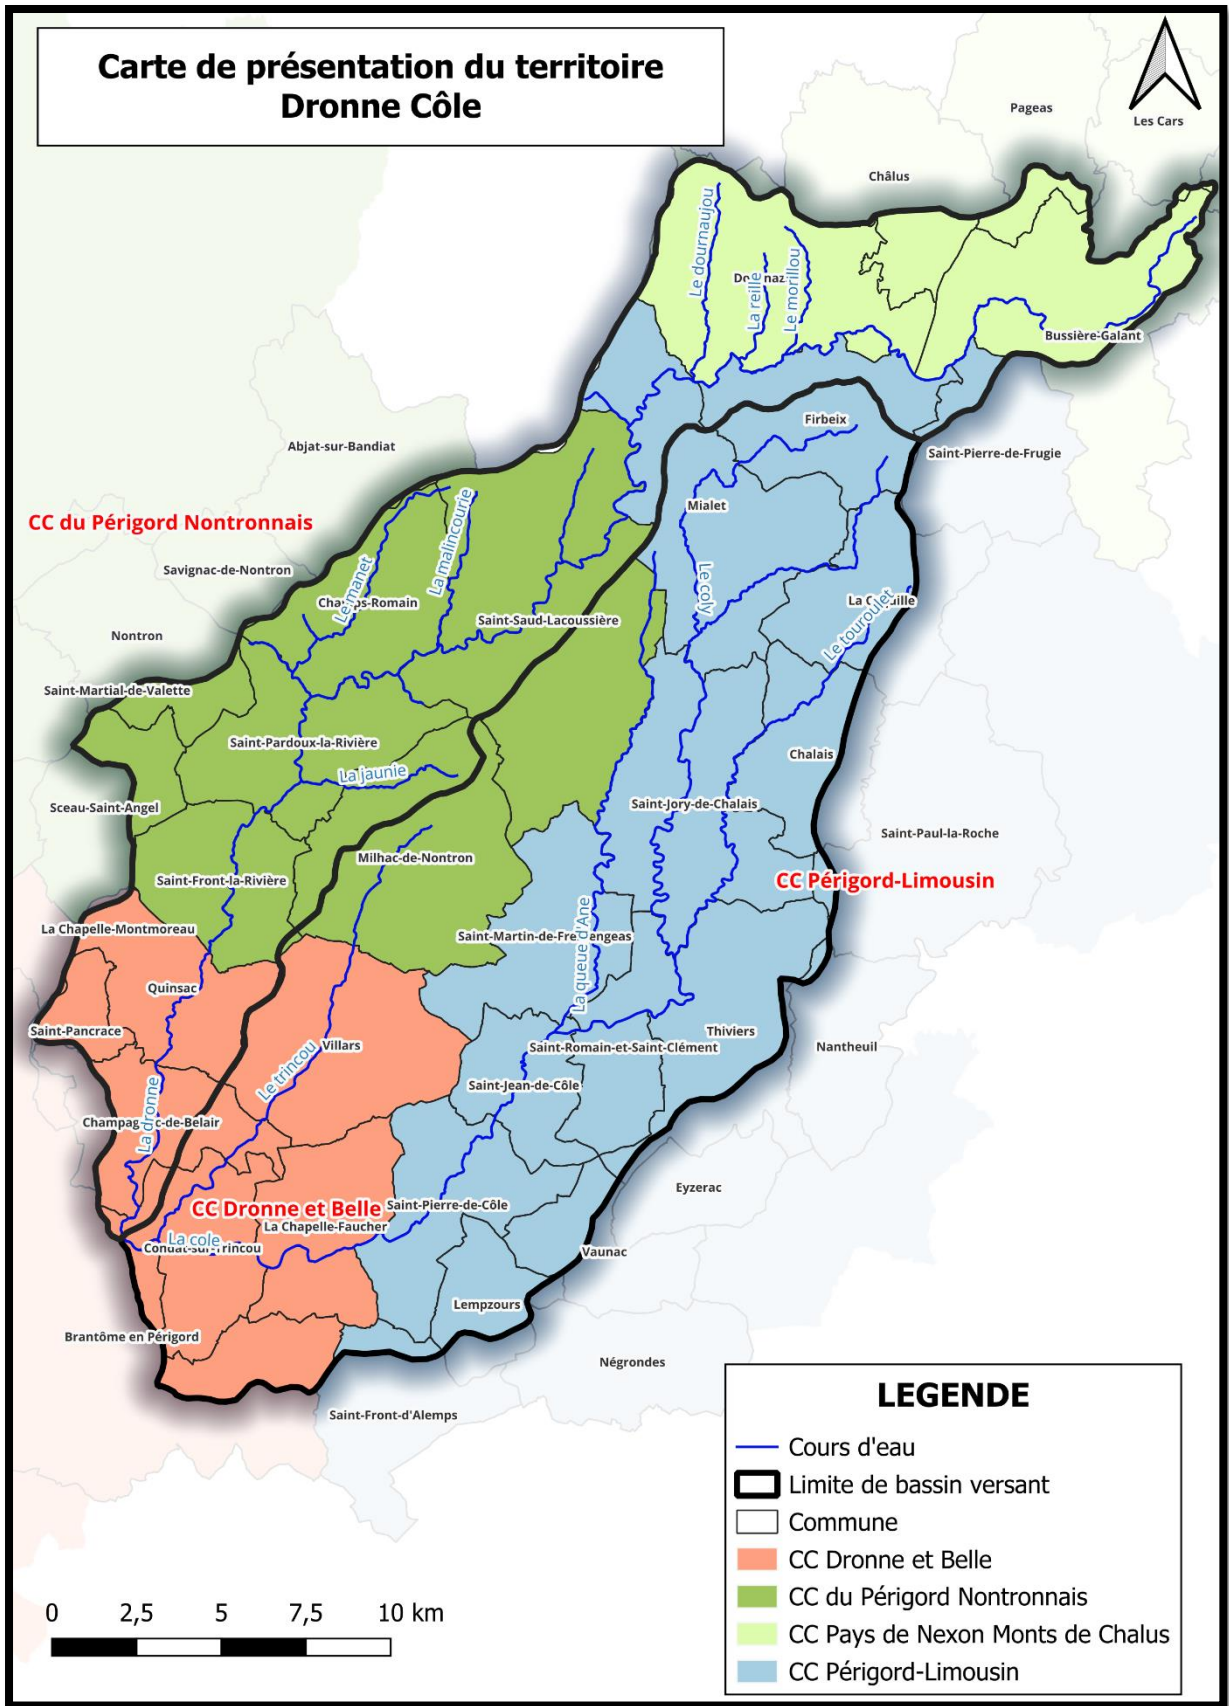 Carte de présentation du territoire
Dronne Côle
Pageas
Les Cars
Châlus
Le dournaujou
La reille
Le morillou
Bussière-Galant
Firbeix
Abjat-sur-Bandiat
Saint-Pierre-de-Frugie
Mialet
CC du Périgord Nontronnais
La malincourie
Savignac-de-Nontron
Le manet
Le coly
Saint-Saud-Lacoussière
Le touroulet
Nontron
Saint-Martial-de-Valette
Saint-Pardoux-la-Rivière
Chalais
La jaunie
Sceau-Saint-Angel
Saint-Jory-de-Chalais
Saint-Paul-la-Roche
Milhac-de-Nontron
Saint-Front-la-Rivière
CC Périgord-Limousin
La Chapelle-Montmoreau
La queue d'Ane
Quinsac
Saint-Pancrace
Villars
Thiviers
Nantheuil
Saint-Romain-et-Saint-Clément
Le trincou
Saint-Jean-de-Côle
La dronne
Eyzerac
CC Dronne et Belle
Saint-Pierre-de-Côle
La Chapelle-Faucher
La cole
Vaunac
Lempzours
Brantôme en Périgord
Négrondes
Saint-Front-d'Alemps
LEGENDE
Cours d'eau
Limite de bassin versant
Commune
CC Dronne et Belle
CC du Périgord Nontronnais
CC Pays de Nexon Monts de Chalus
CC Périgord-Limousin
0 2,5 5 7,5 10 km